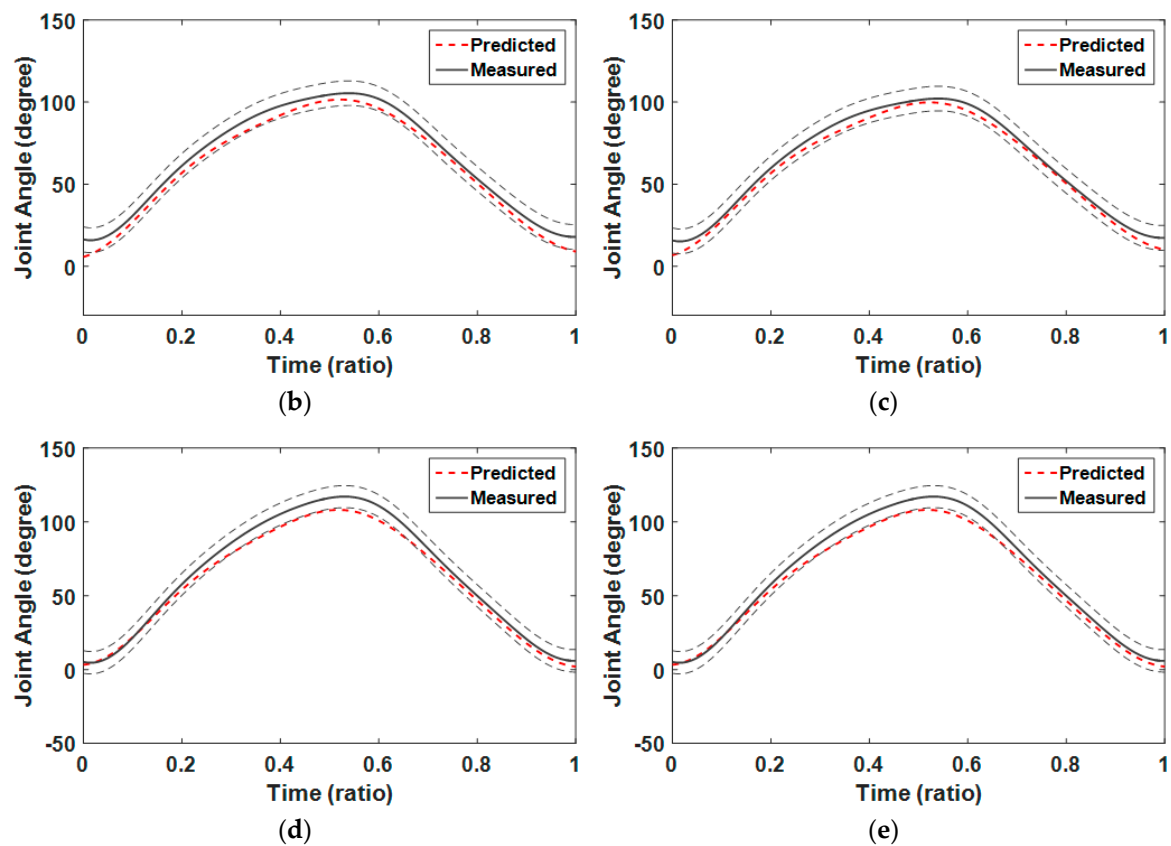 150
100
50
0
Joint Angle (degree)
Predicted
Measured
0 0.2 0.4 0.6 0.8 1
Time (ratio)
(b)
150
100
50
0
Joint Angle (degree)
Predicted
Measured
0 0.2 0.4 0.6 0.8 1
Time (ratio)
(c)
150
100
50
0
-50
Joint Angle (degree)
Predicted
Measured
0 0.2 0.4 0.6 0.8 1
Time (ratio)
(d)
150
100
50
0
-50
Joint Angle (degree)
Predicted
Measured
0 0.2 0.4 0.6 0.8 1
Time (ratio)
(e)